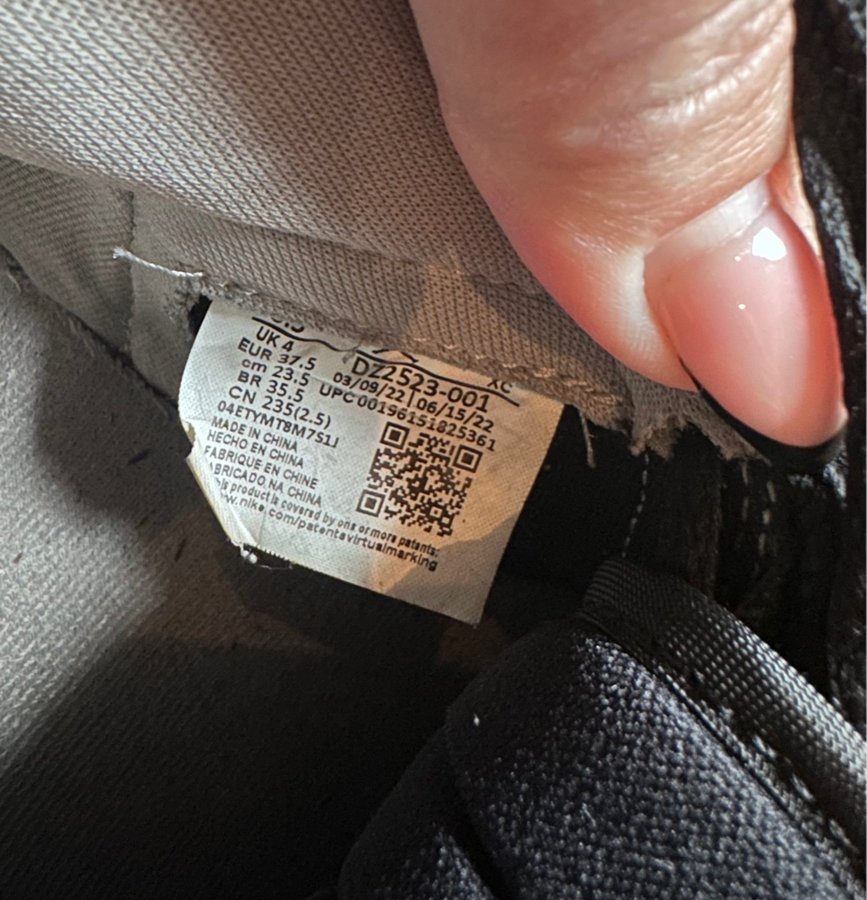 UK 4
EUR 37.5
cm 23.5
BR 35.5
CN 235(2.5)
XC
DZ2523-001
03/09/22 | 06/15/22
UPC 00196151825361
04ETYMT8M7S1J
MADE IN CHINA
HECHO EN CHINA
FABRIQUE EN CHINE
ABRICADO NA CHINA
product is covered by one or more patents:
w.nike.com/patentsvirtualmarking